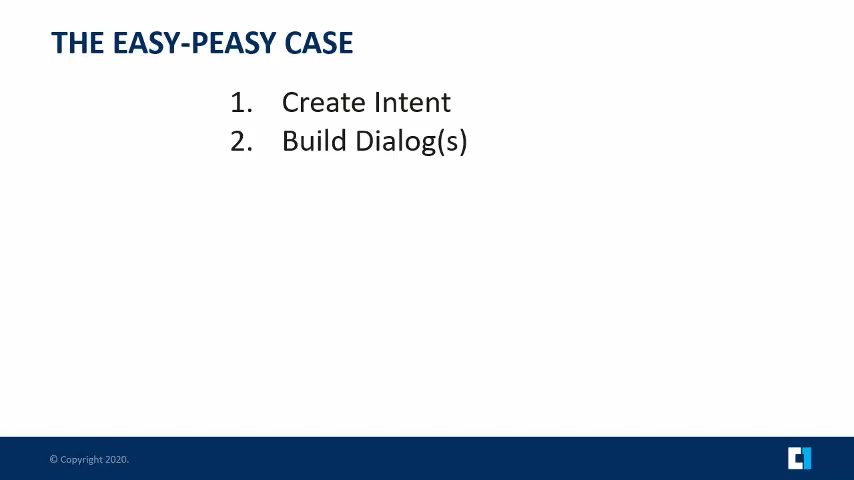 THE EASY-PEASY CASE
1. Create Intent
2. Build Dialog(s)
© Copyright 2020.